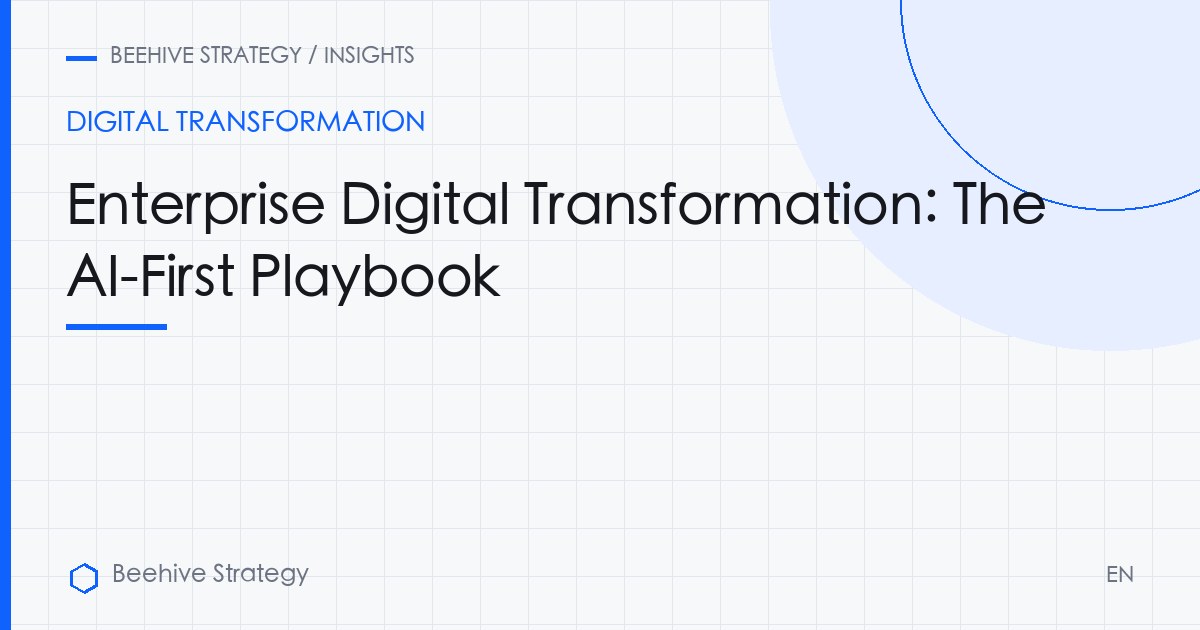 BEEHIVE STRATEGY / INSIGHTS
DIGITAL TRANSFORMATION
Enterprise Digital Transformation: The
AI-First Playbook
Beehive Strategy
EN